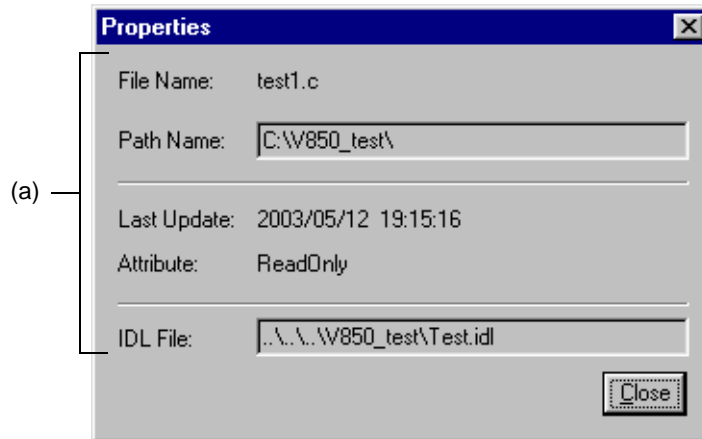 Properties
File Name: test1.c
Path Name: C:\V850_test\
(a)
Last Update: 2003/05/12 19:15:16
Attribute: ReadOnly
IDL File: ..\..\..\V850_test\Test.idl
Close